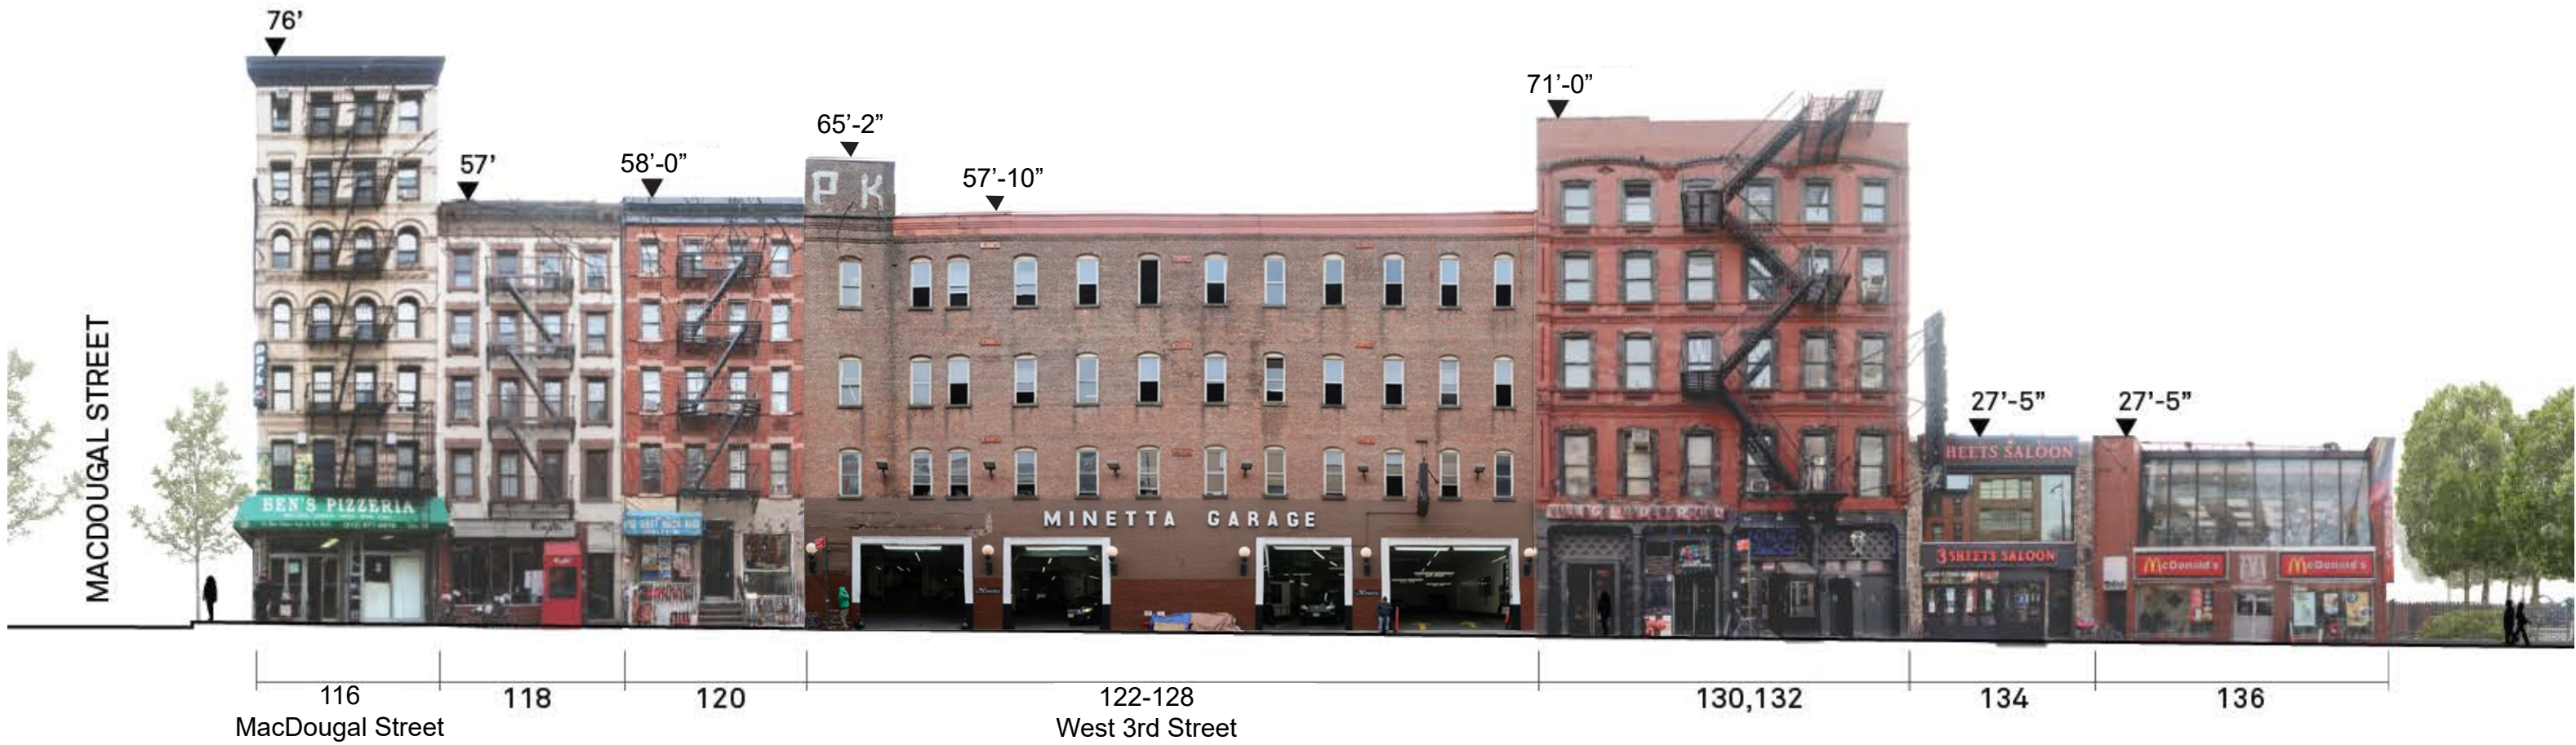 76'
57'
58'-0"
65'-2"
57'-10"
71'-0"
27'-5"
27'-5"
P K
Park
MACDOUGAL STREET
BEN'S PIZZERIA
MINETTA GARAGE
HEETS SALOON
3 SHEETS SALOON
McDonald's
McDonald's
116
MacDougal Street
118
120
122-128
West 3rd Street
130,132
134
136